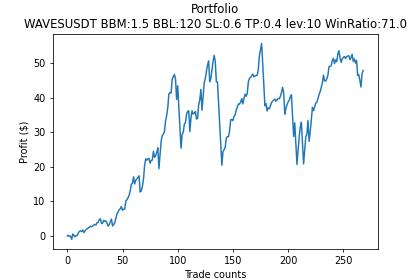 Portfolio
WAVESUSDT BBM:1.5 BBL:120 SL:0.6 TP:0.4 lev:10 WinRatio:71.0
50
40
30
20
10
0
Profit ($)
0 50 100 150 200 250
Trade counts